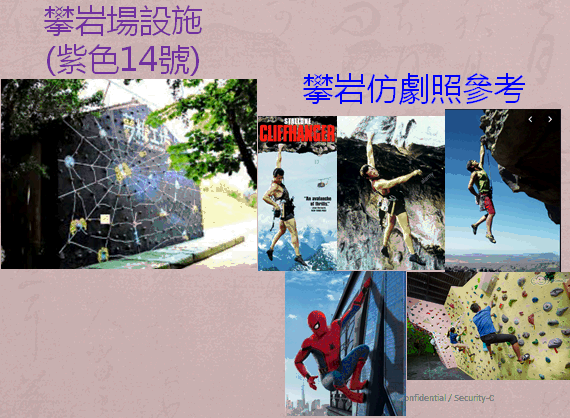 攀岩場設施
(紫色14號)
攀岩仿劇照參考
STALLONE
CLIFFHANGER
"An avalanche
of thrills."
Confidential / Security-C